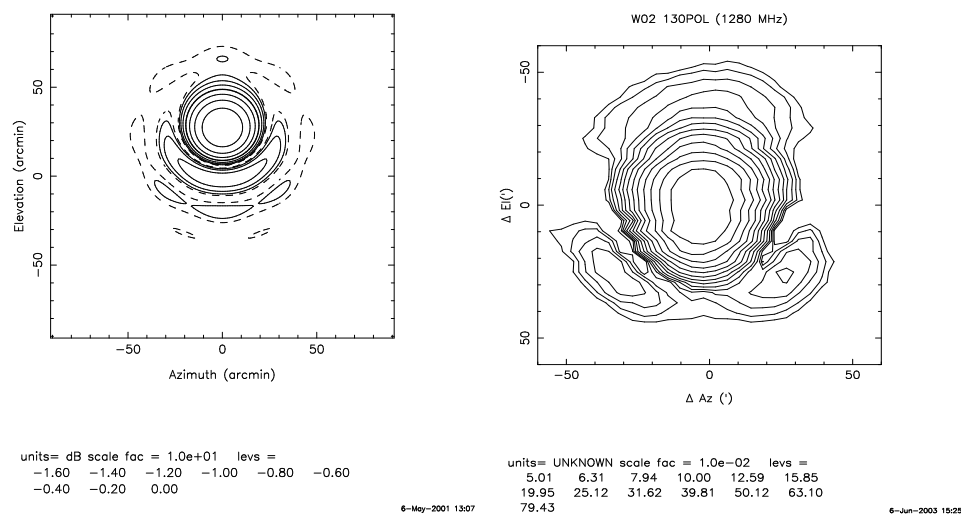 W02 130POL (1280 MHz)
50
0
−50
Elevation (arcmin)
−50 0 50
Azimuth (arcmin)
−50
0
50
Δ El(')
−50 0 50
Δ Az (')
units= dB scale fac = 1.0e+01 levs =
−1.60 −1.40 −1.20 −1.00 −0.80 −0.60
−0.40 −0.20 0.00
6−May−2001 13:07
units= UNKNOWN scale fac = 1.0e−02 levs =
5.01 6.31 7.94 10.00 12.59 15.85
19.95 25.12 31.62 39.81 50.12 63.10
79.43
6−Jun−2003 15:25